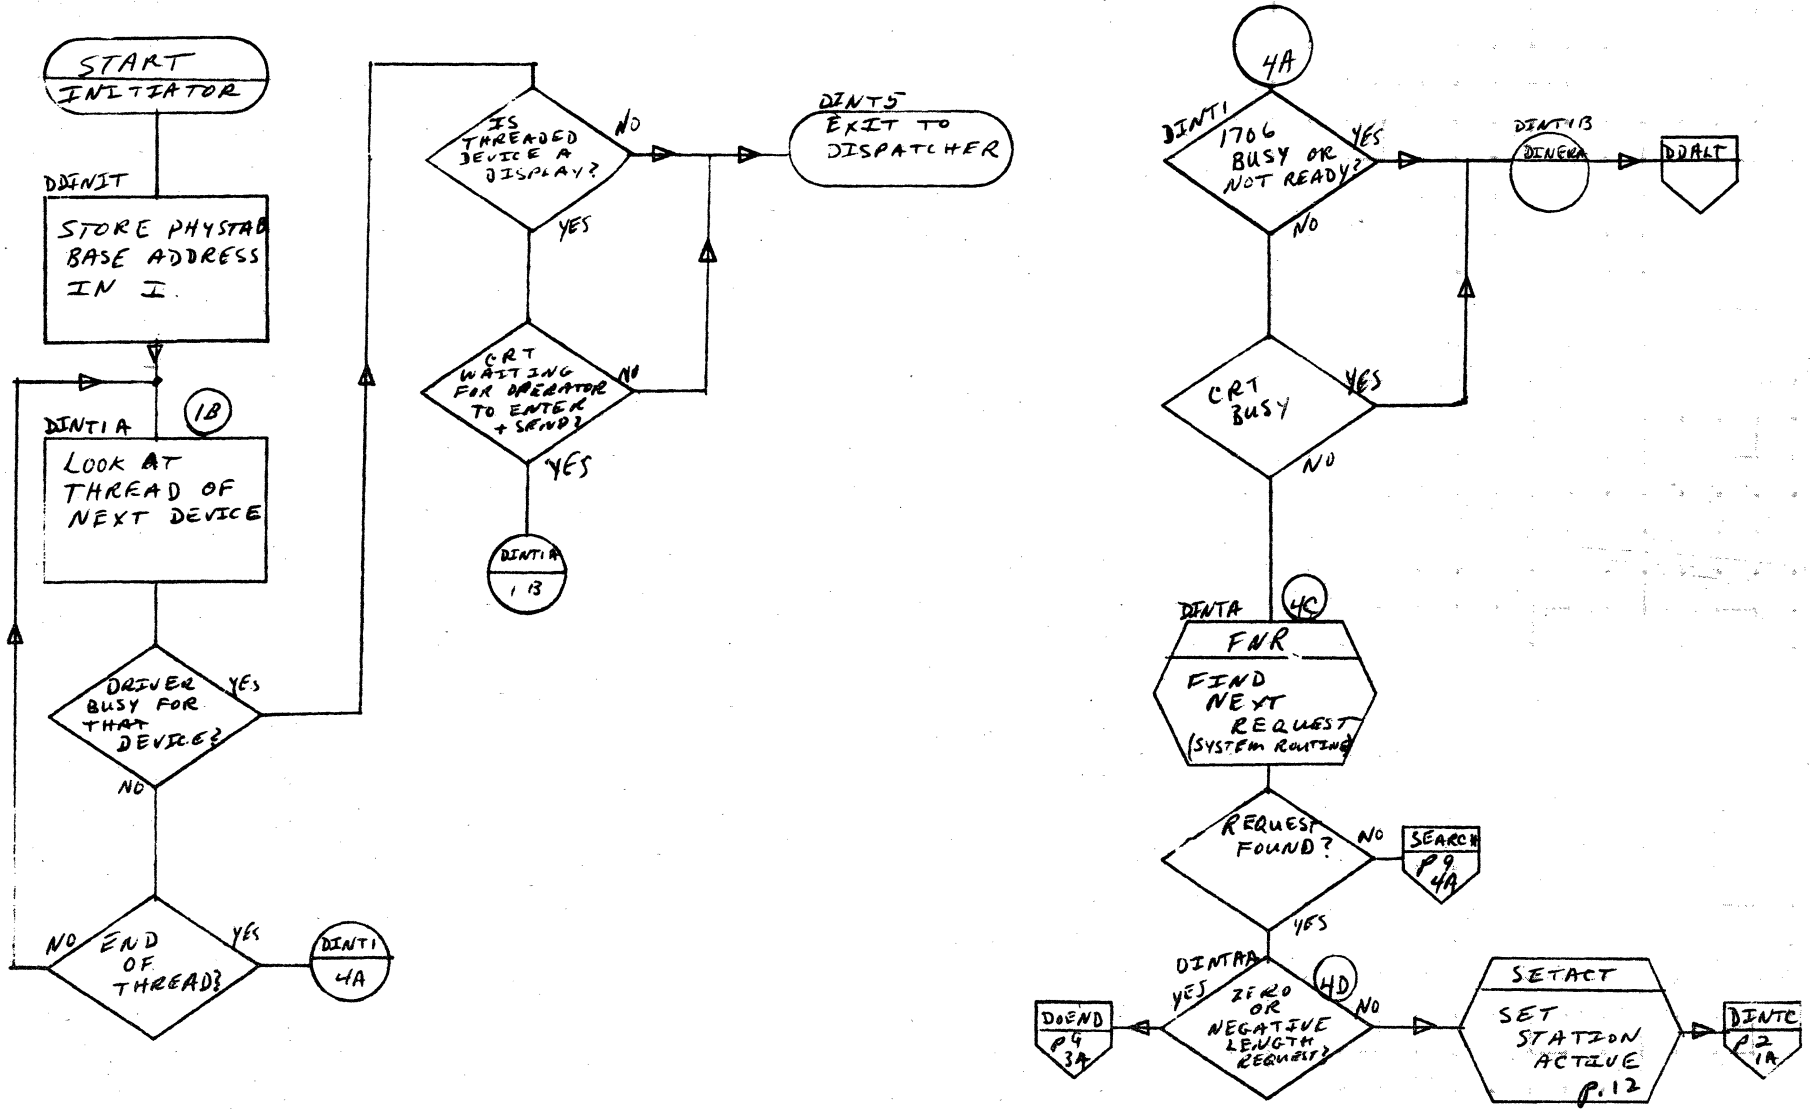 START
INITIATOR
DDINIT
STORE PHYSTAB
BASE ADDRESS
IN I.
1B
DINT1A
LOOK AT
THREAD OF
NEXT DEVICE
DRIVER
BUSY FOR
THAT
DEVICE?
YES
NO
END
OF
THREAD?
NO
YES
DINT1
4A
IS
THREADED
DEVICE A
DISPLAY?
NO
YES
DINT5
EXIT TO
DISPATCHER
CRT
WAITING
FOR OPERATOR
TO ENTER
+ SEND?
NO
YES
DINT1A
1B
4A
DINT1
1706
BUSY OR
NOT READY?
YES
NO
DINT1B
DINERA
DDALT
CRT
BUSY
YES
NO
DINTA
4C
FNR
FIND
NEXT
REQUEST
(SYSTEM ROUTINE)
REQUEST
FOUND?
NO
YES
SEARCH
P 9
4A
DINTAA
4D
ZERO
OR
NEGATIVE
LENGTH
REQUEST?
YES
NO
DOEND
3A
SETACT
SET
STATION
ACTIVE
P.12
DINTC
P 2
1A